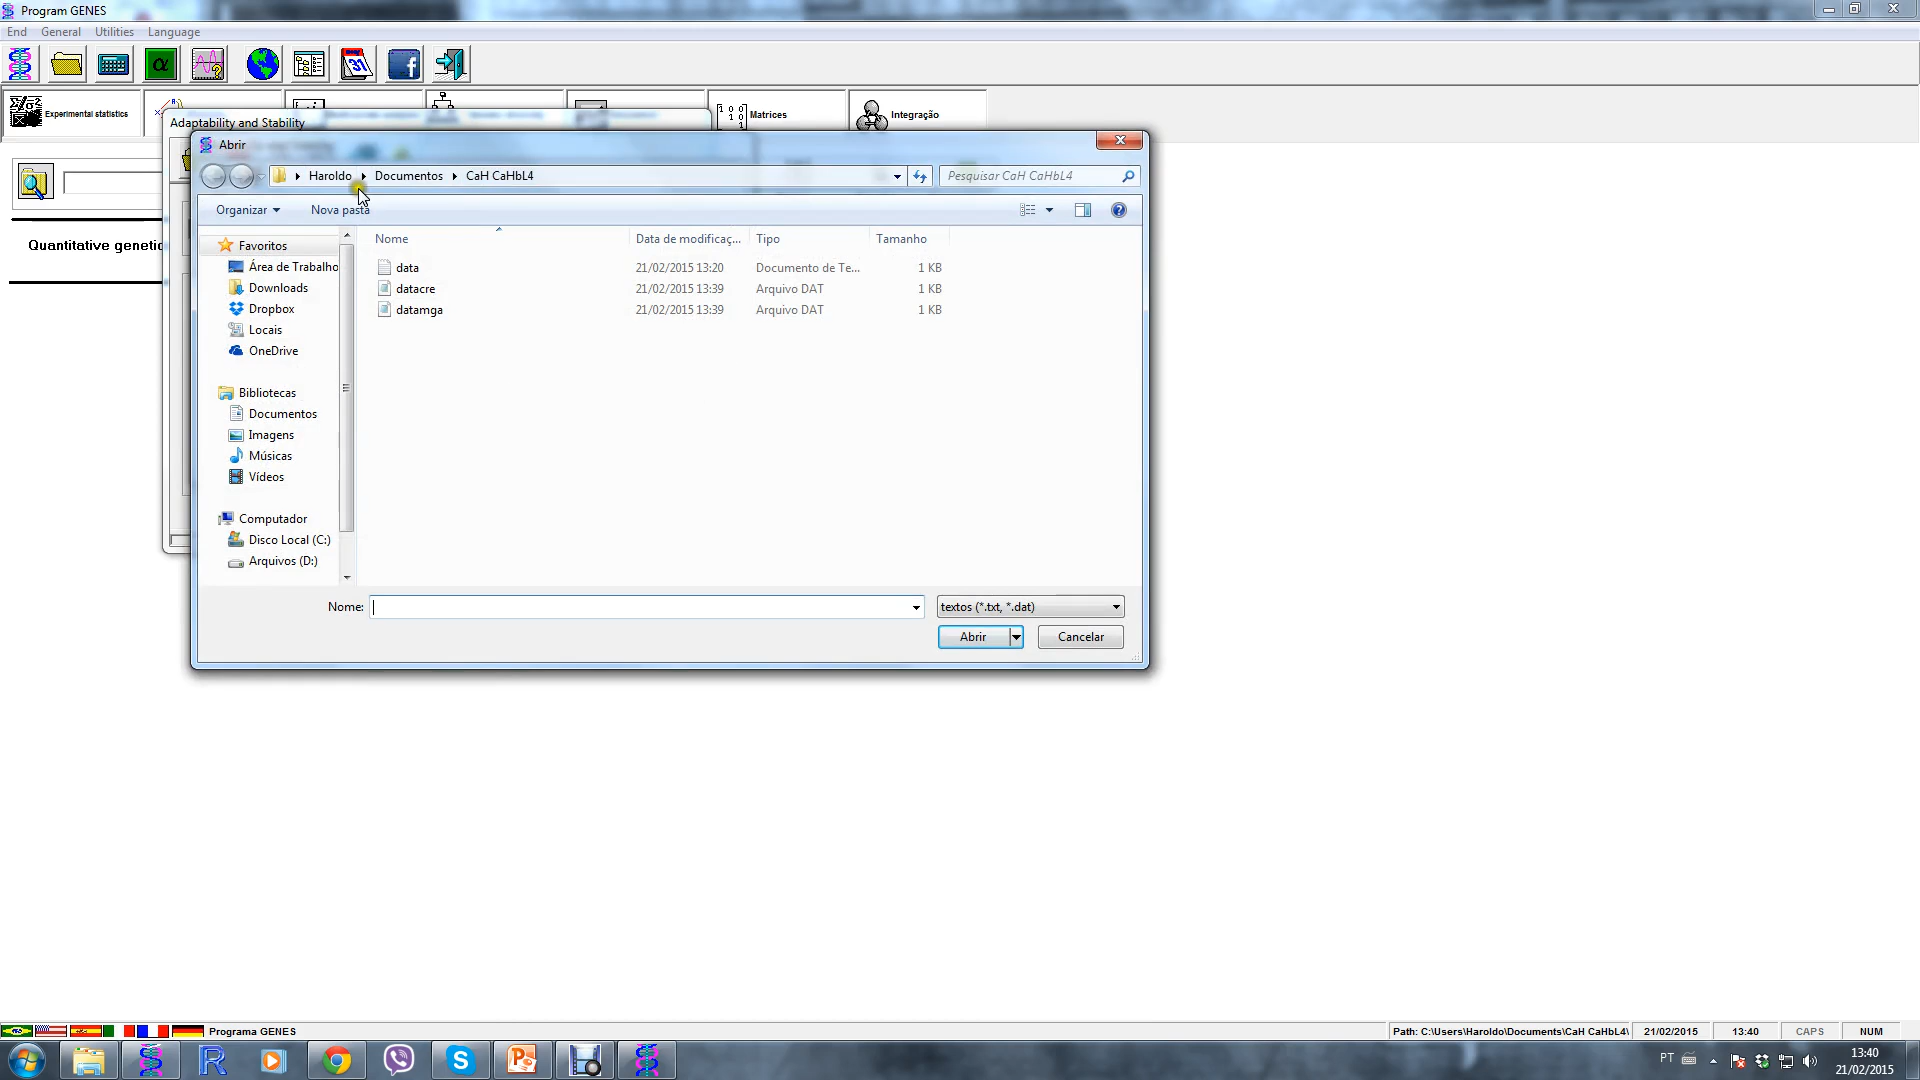 Program GENES
End General Utilities Language
Experimental statistics
Matrices
Integração
Adaptability and Stability
Abrir
Haroldo Documentos CaH CaHbL4
Pesquisar CaH CaHbL4
Organizar Nova pasta
Quantitative genetic
Nome Data de modificaç... Tipo Tamanho
data 21/02/2015 13:20 Documento de Te... 1 KB
datacre 21/02/2015 13:39 Arquivo DAT 1 KB
datamga 21/02/2015 13:39 Arquivo DAT 1 KB
Favoritos
Área de Trabalho
Downloads
Dropbox
Locais
OneDrive
Bibliotecas
Documentos
Imagens
Músicas
Vídeos
Computador
Disco Local (C:)
Arquivos (D:)
Nome: textos (*.txt, *.dat)
Abrir Cancelar
Programa GENES
Path: C:\Users\Haroldo\Documents\CaH CaHbL4\ 21/02/2015 13:40 CAPS NUM
PT
13:40
21/02/2015